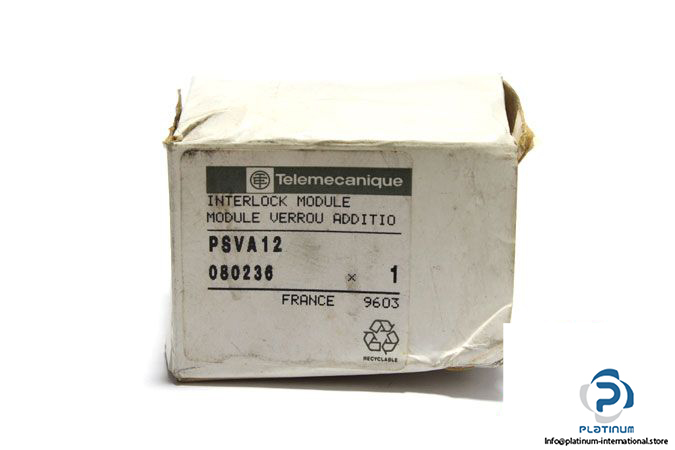 Telemecanique
INTERLOCK MODULE
MODULE VERROU ADDITIO
PSVA12
080236 × 1
FRANCE 9603
RECYCLABLE
PLATINUM
Info@platinum-international.store